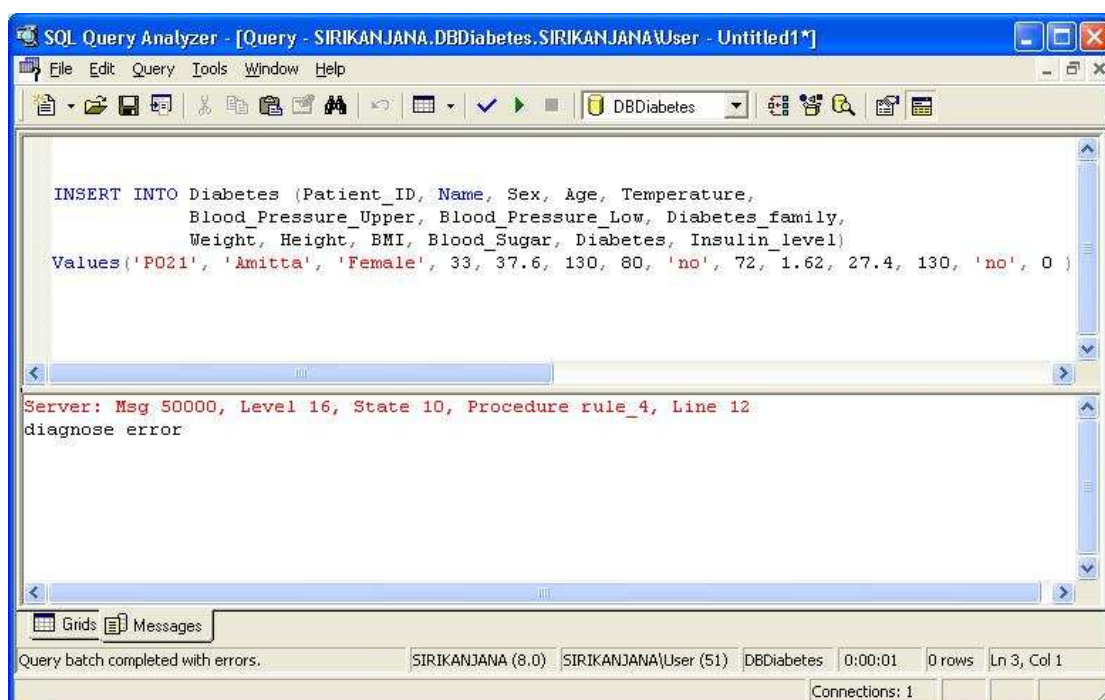 SQL Query Analyzer - [Query - SIRIKANJANA.DBDiabetes.SIRIKANJANA\User - Untitled1*]
File Edit Query Tools Window Help
DBDiabetes
INSERT INTO Diabetes (Patient_ID, Name, Sex, Age, Temperature,
Blood_Pressure_Upper, Blood_Pressure_Low, Diabetes_family,
Weight, Height, BMI, Blood_Sugar, Diabetes, Insulin_level)
Values('P021', 'Amitta', 'Female', 33, 37.6, 130, 80, 'no', 72, 1.62, 27.4, 130, 'no', 0 )
Server: Msg 50000, Level 16, State 10, Procedure rule_4, Line 12
diagnose error
Grids Messages
Query batch completed with errors. SIRIKANJANA (8.0) SIRIKANJANA\User (51) DBDiabetes 0:00:01 0 rows Ln 3, Col 1
Connections: 1